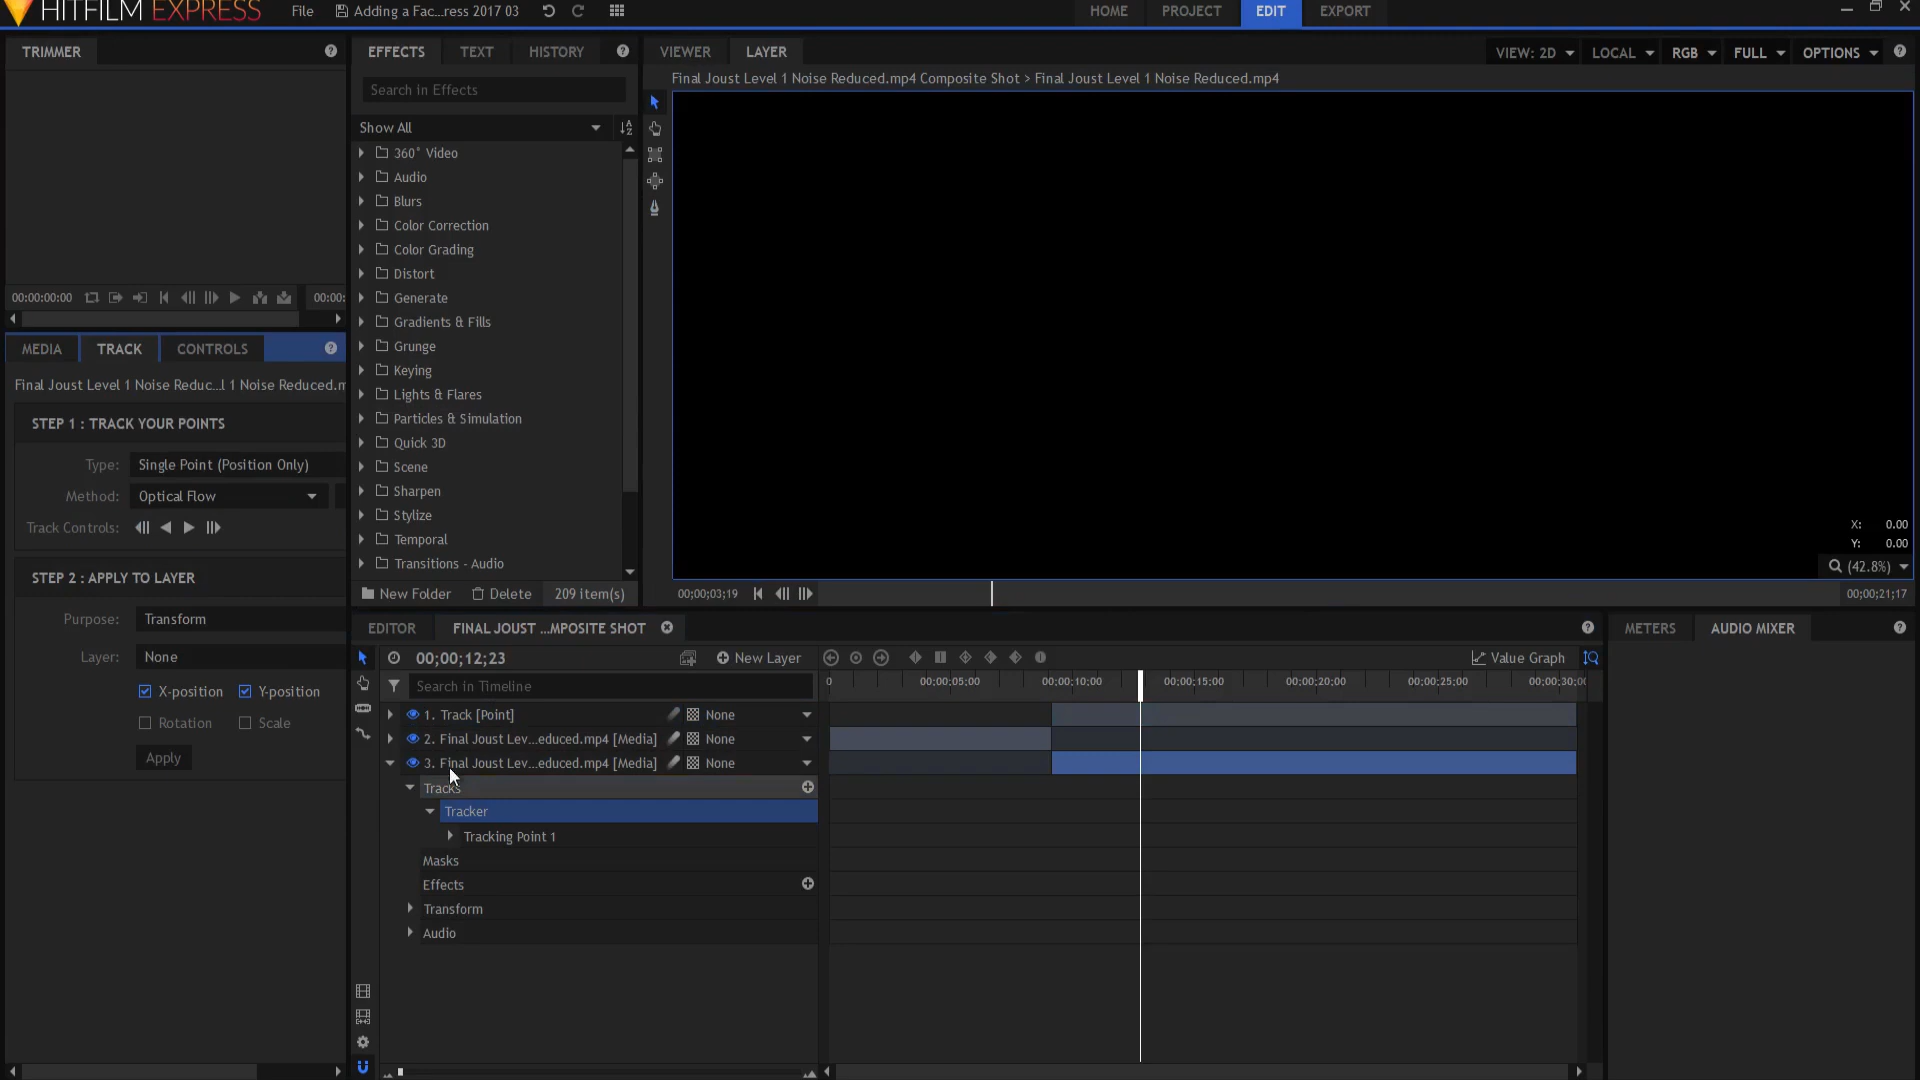 HITFILM EXPRESS
File
Adding a Fac...ress 2017 03
HOME
PROJECT
EDIT
EXPORT
TRIMMER
00:00:00:00
00:00:
MEDIA
TRACK
CONTROLS
Final Joust Level 1 Noise Reduc...l 1 Noise Reduced.m
STEP 1 : TRACK YOUR POINTS
Type: Single Point (Position Only)
Method: Optical Flow
Track Controls:
STEP 2 : APPLY TO LAYER
Purpose: Transform
Layer: None
X-position
Y-position
Rotation
Scale
Apply
EFFECTS
TEXT
HISTORY
Search in Effects
Show All
360° Video
Audio
Blurs
Color Correction
Color Grading
Distort
Generate
Gradients & Fills
Grunge
Keying
Lights & Flares
Particles & Simulation
Quick 3D
Scene
Sharpen
Stylize
Temporal
Transitions - Audio
New Folder
Delete
209 item(s)
VIEWER
LAYER
VIEW: 2D
LOCAL
RGB
FULL
OPTIONS
Final Joust Level 1 Noise Reduced.mp4 Composite Shot > Final Joust Level 1 Noise Reduced.mp4
X: 0.00
Y: 0.00
(42.8%)
00;00;03;19
00;00;21;17
EDITOR
FINAL JOUST ...MPOSITE SHOT
00;00;12;23
New Layer
Value Graph
Search in Timeline
0
00;00;05;00
00;00;10;00
00;00;15;00
00;00;20;00
00;00;25;00
00;00;30;0
1. Track [Point]
None
2. Final Joust Lev...educed.mp4 [Media]
None
3. Final Joust Lev...educed.mp4 [Media]
None
Tracks
Tracker
Tracking Point 1
Masks
Effects
Transform
Audio
METERS
AUDIO MIXER